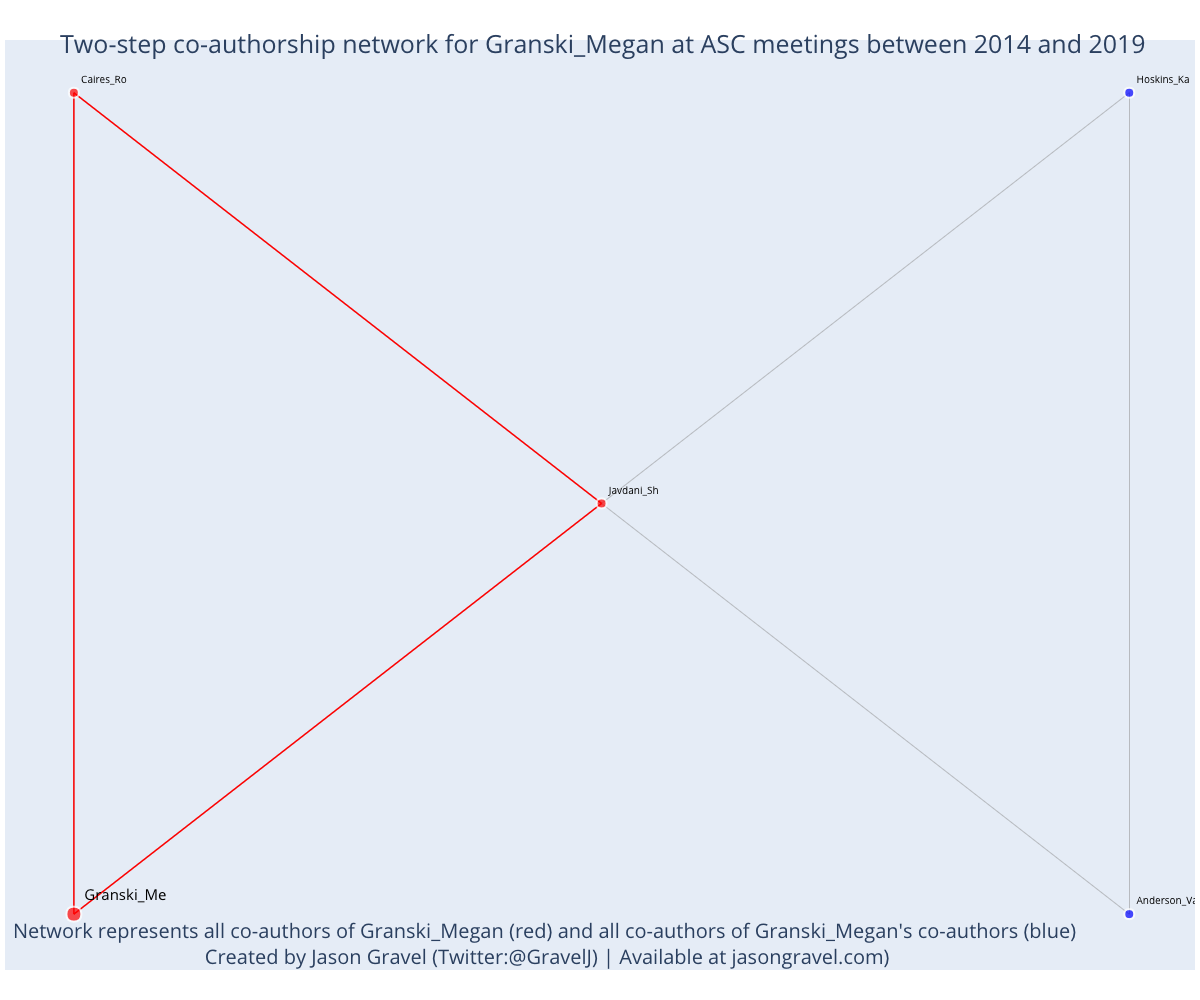 Two-step co-authorship network for Granski_Megan at ASC meetings between 2014 and 2019
Caires_Ro
Hoskins_Ka
Javdani_Sh
Granski_Me
Anderson_Va
Network represents all co-authors of Granski_Megan (red) and all co-authors of Granski_Megan's co-authors (blue)
Created by Jason Gravel (Twitter:@GravelJ) | Available at jasongravel.com)